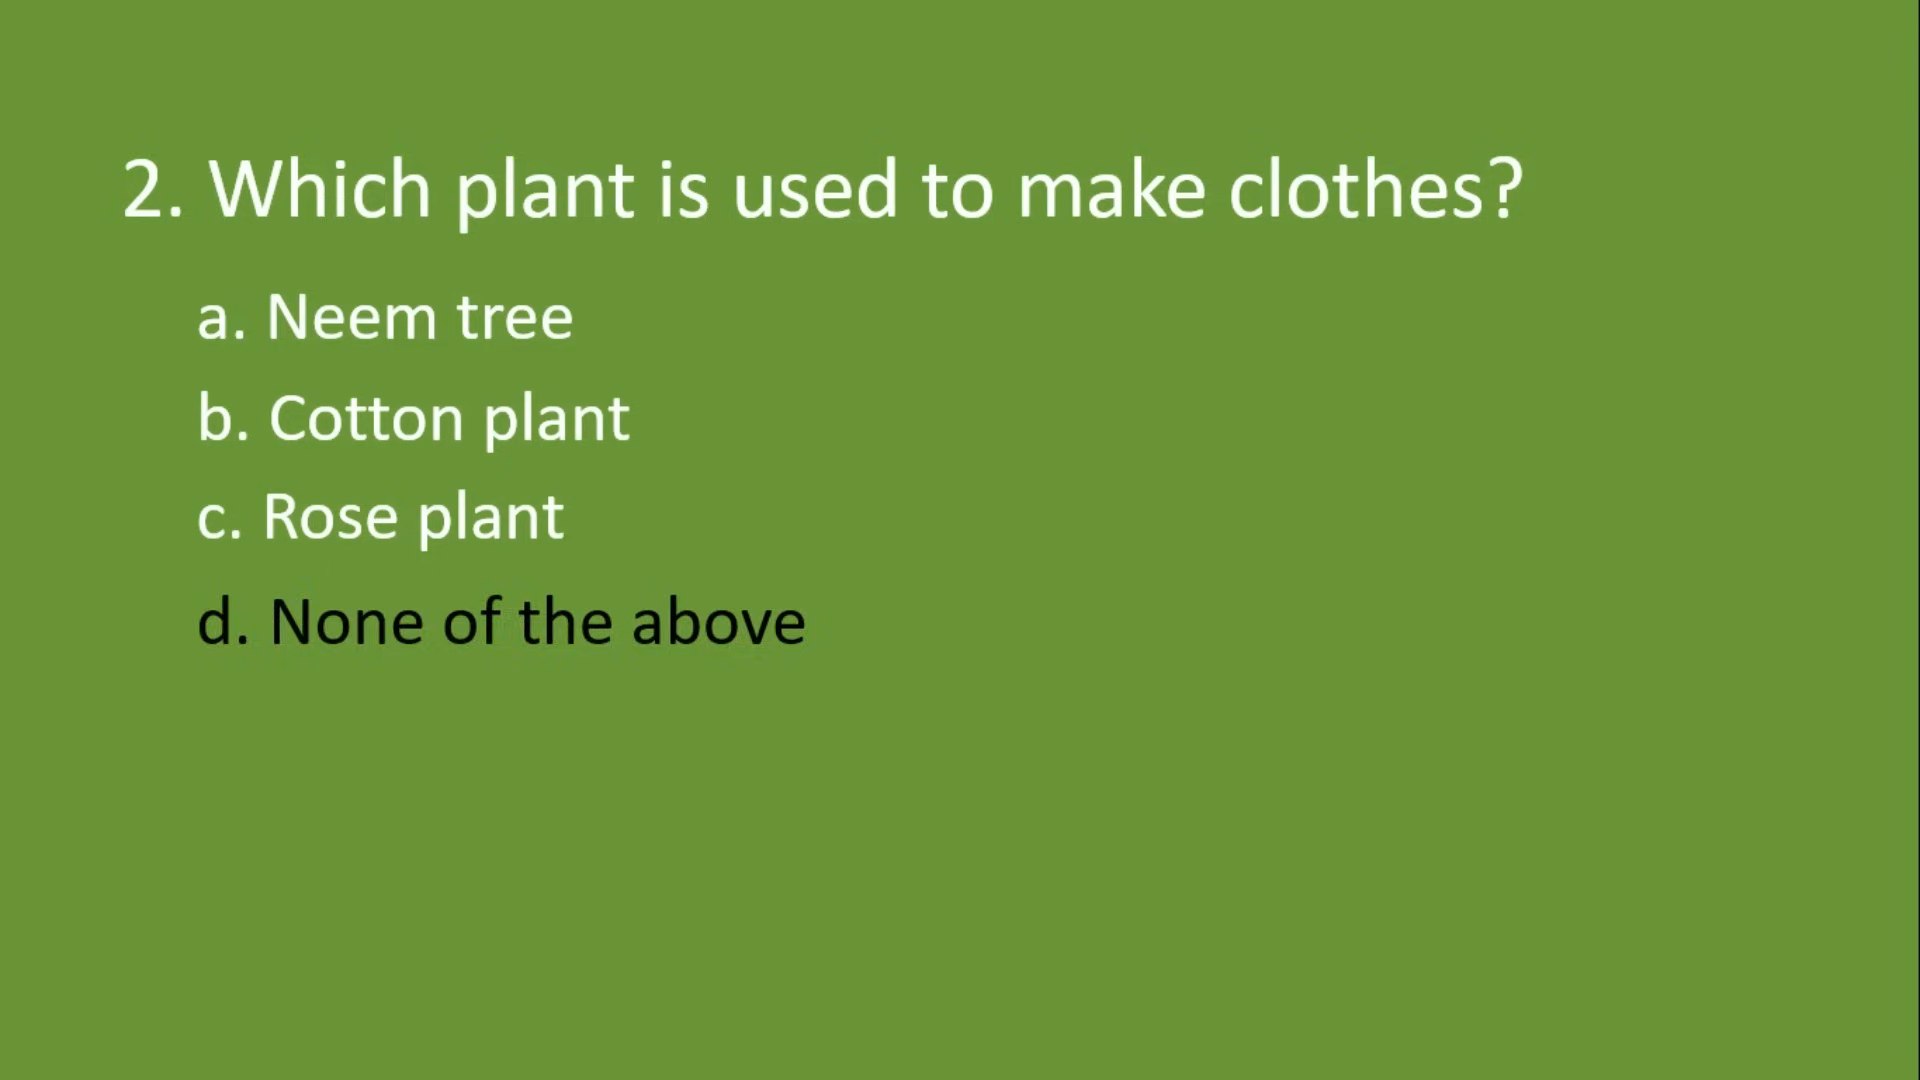 2. Which plant is used to make clothes?
a. Neem tree
b. Cotton plant
c. Rose plant
d. None of the above